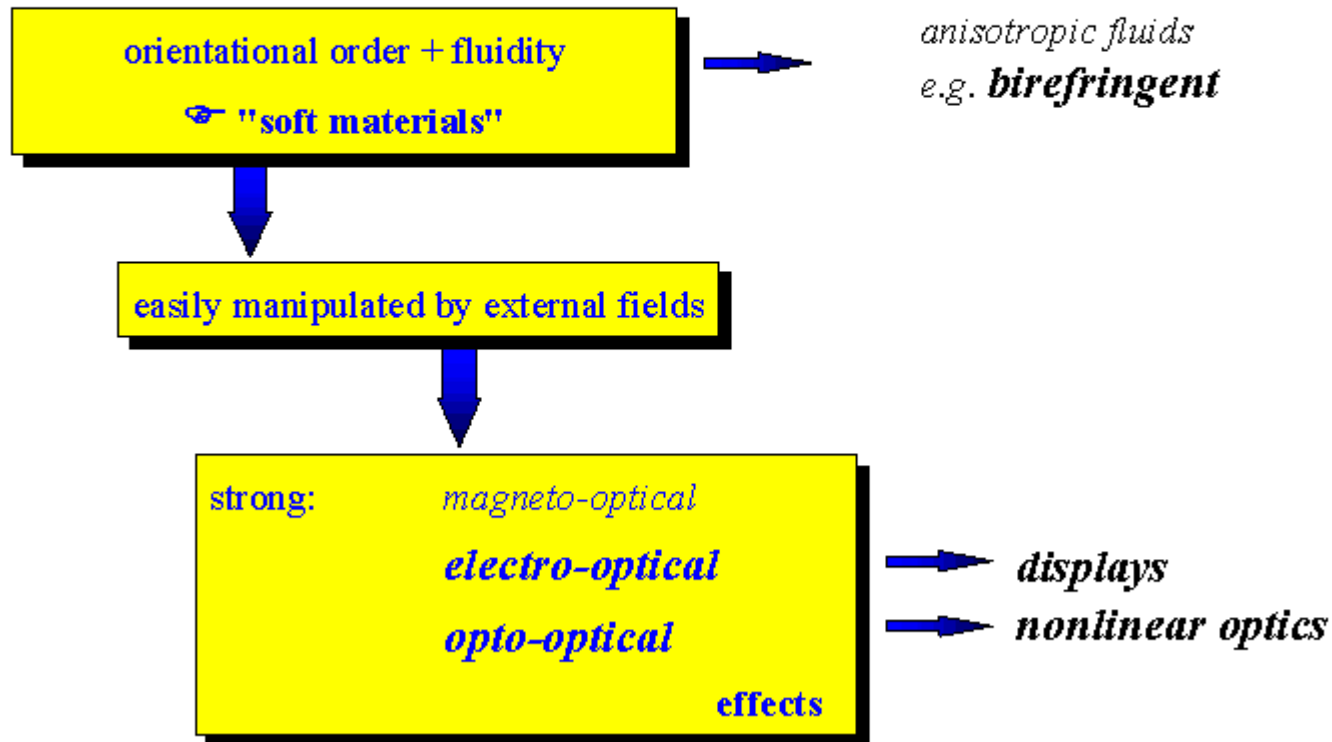 orientational order + fluidity
☞ "soft materials"
anisotropic fluids
e.g. birefringent
easily manipulated by external fields
strong: magneto-optical
electro-optical
opto-optical
effects
displays
nonlinear optics